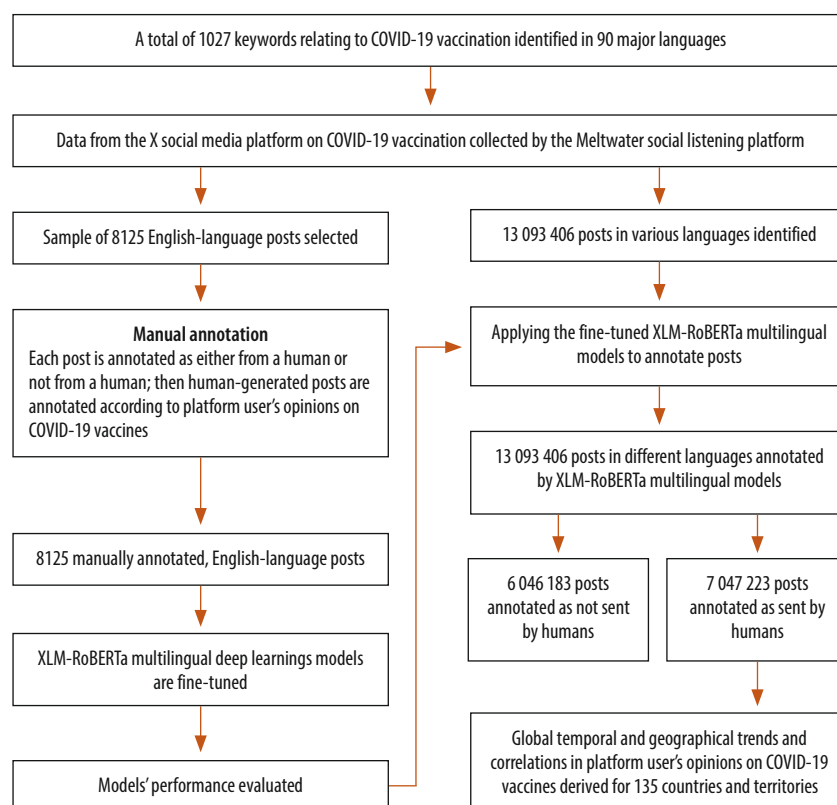 A total of 1027 keywords relating to COVID-19 vaccination identified in 90 major languages
Data from the X social media platform on COVID-19 vaccination collected by the Meltwater social listening platform
Sample of 8125 English-language posts selected
Manual annotation
Each post is annotated as either from a human or
not from a human; then human-generated posts are
annotated according to platform user's opinions on
COVID-19 vaccines
8125 manually annotated, English-language posts
XLM-RoBERTa multilingual deep learnings models
are fine-tuned
Models' performance evaluated
13 093 406 posts in various languages identified
Applying the fine-tuned XLM-RoBERTa multilingual
models to annotate posts
13 093 406 posts in different languages annotated
by XLM-RoBERTa multilingual models
6 046 183 posts
annotated as not sent
by humans
7 047 223 posts
annotated as sent by
humans
Global temporal and geographical trends and
correlations in platform user's opinions on COVID-19
vaccines derived for 135 countries and territories